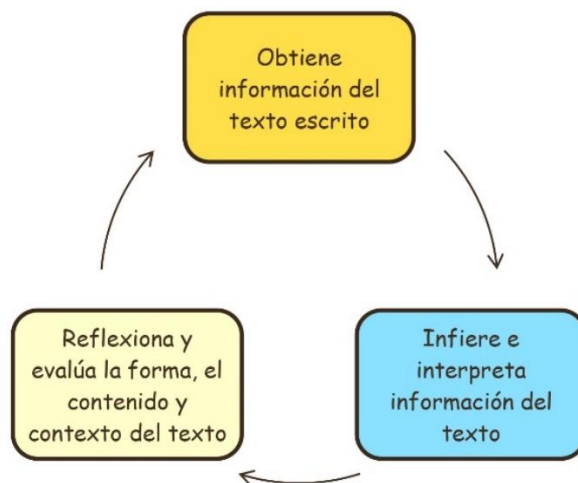 Obtiene
información del
texto escrito
Infiere e
interpreta
información del
texto
Reflexiona y
evalúa la forma, el
contenido y
contexto del texto